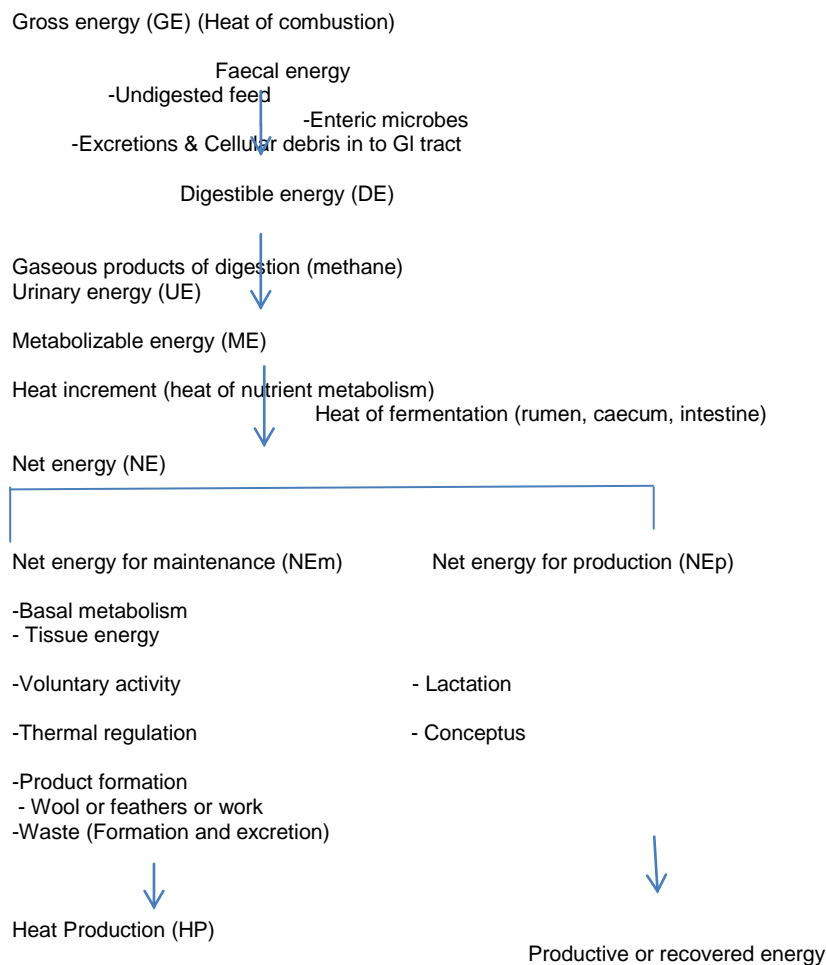 Gross energy (GE) (Heat of combustion)
Faecal energy
-Undigested feed
-Enteric microbes
-Excretions & Cellular debris in to GI tract
Digestible energy (DE)
Gaseous products of digestion (methane)
Urinary energy (UE)
Metabolizable energy (ME)
Heat increment (heat of nutrient metabolism)
Heat of fermentation (rumen, caecum, intestine)
Net energy (NE)
Net energy for maintenance (NEm) Net energy for production (NEp)
-Basal metabolism
- Tissue energy
-Voluntary activity - Lactation
-Thermal regulation - Conceptus
-Product formation
- Wool or feathers or work
-Waste (Formation and excretion)
Heat Production (HP)
Productive or recovered energy